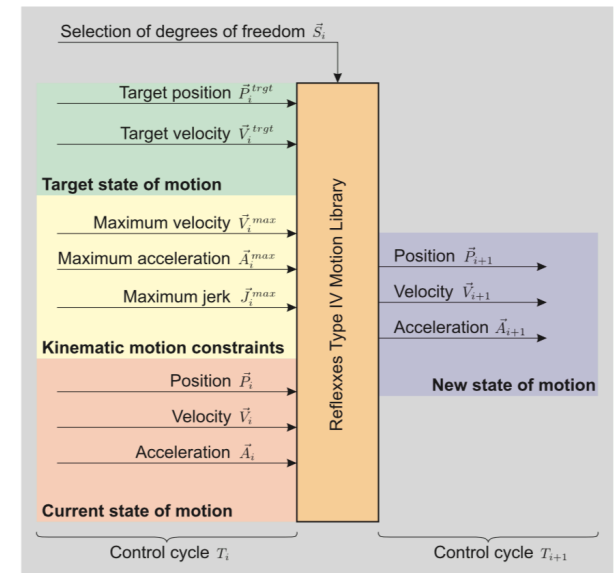 Selection of degrees of freedom S⃗ᵢ
Target position P⃗ᵢᵗʳᵍᵗ
Target velocity V⃗ᵢᵗʳᵍᵗ
Target state of motion
Maximum velocity V⃗ᵢᵐᵃˣ
Maximum acceleration A⃗ᵢᵐᵃˣ
Maximum jerk J⃗ᵢᵐᵃˣ
Kinematic motion constraints
Position P⃗ᵢ
Velocity V⃗ᵢ
Acceleration A⃗ᵢ
Current state of motion
Control cycle Tᵢ
Reflexxes Type IV Motion Library
Position P⃗ᵢ₊₁
Velocity V⃗ᵢ₊₁
Acceleration A⃗ᵢ₊₁
New state of motion
Control cycle Tᵢ₊₁